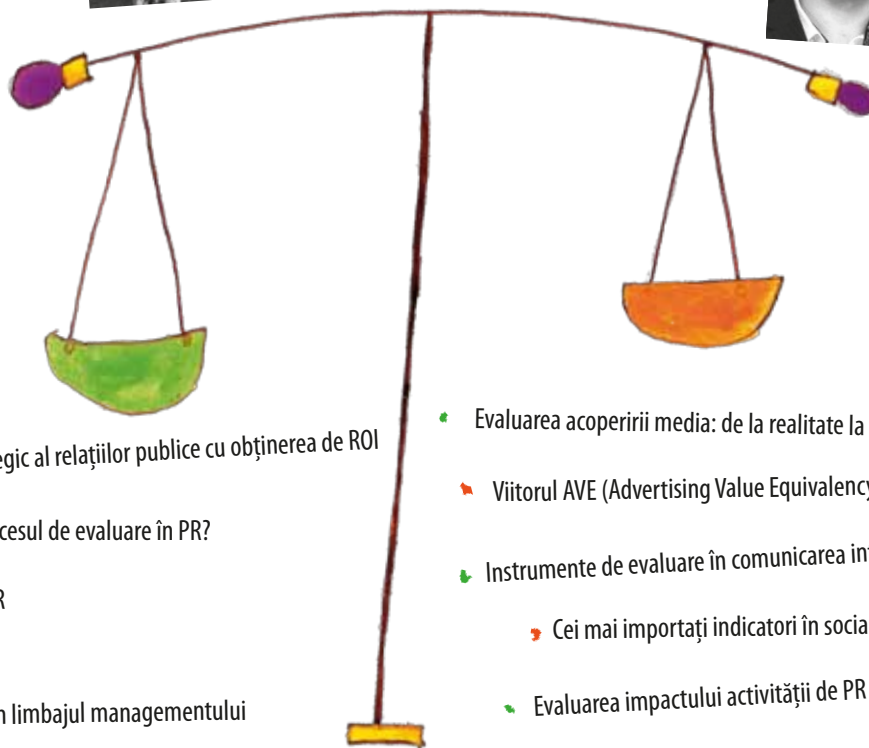 egic al relațiilor publice cu obținerea de ROI
cesul de evaluare în PR?
R
n limbajul managementului
Evaluarea acoperirii media: de la realitate la
Viitorul AVE (Advertising Value Equivalency
Instrumente de evaluare în comunicarea in
Cei mai importați indicatori în socia
Evaluarea impactului activității de PR